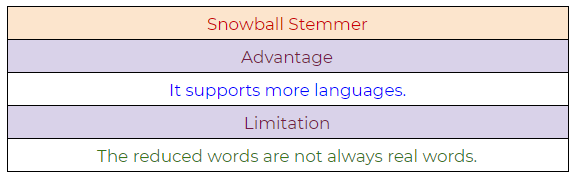 Snowball Stemmer
Advantage
It supports more languages.
Limitation
The reduced words are not always real words.